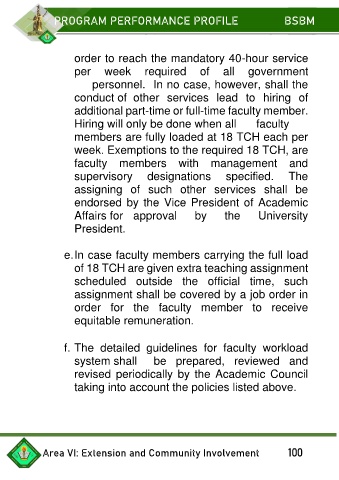 PROGRAM PERFORMANCE PROFILE BSBM
order to reach the mandatory 40-hour service
per week required of all government
personnel. In no case, however, shall the
conduct of other services lead to hiring of
additional part-time or full-time faculty member.
Hiring will only be done when all faculty
members are fully loaded at 18 TCH each per
week. Exemptions to the required 18 TCH, are
faculty members with management and
supervisory designations specified. The
assigning of such other services shall be
endorsed by the Vice President of Academic
Affairs for approval by the University
President.
e. In case faculty members carrying the full load
of 18 TCH are given extra teaching assignment
scheduled outside the official time, such
assignment shall be covered by a job order in
order for the faculty member to receive
equitable remuneration.
f. The detailed guidelines for faculty workload
system shall be prepared, reviewed and
revised periodically by the Academic Council
taking into account the policies listed above.
Area VI: Extension and Community Involvement 100